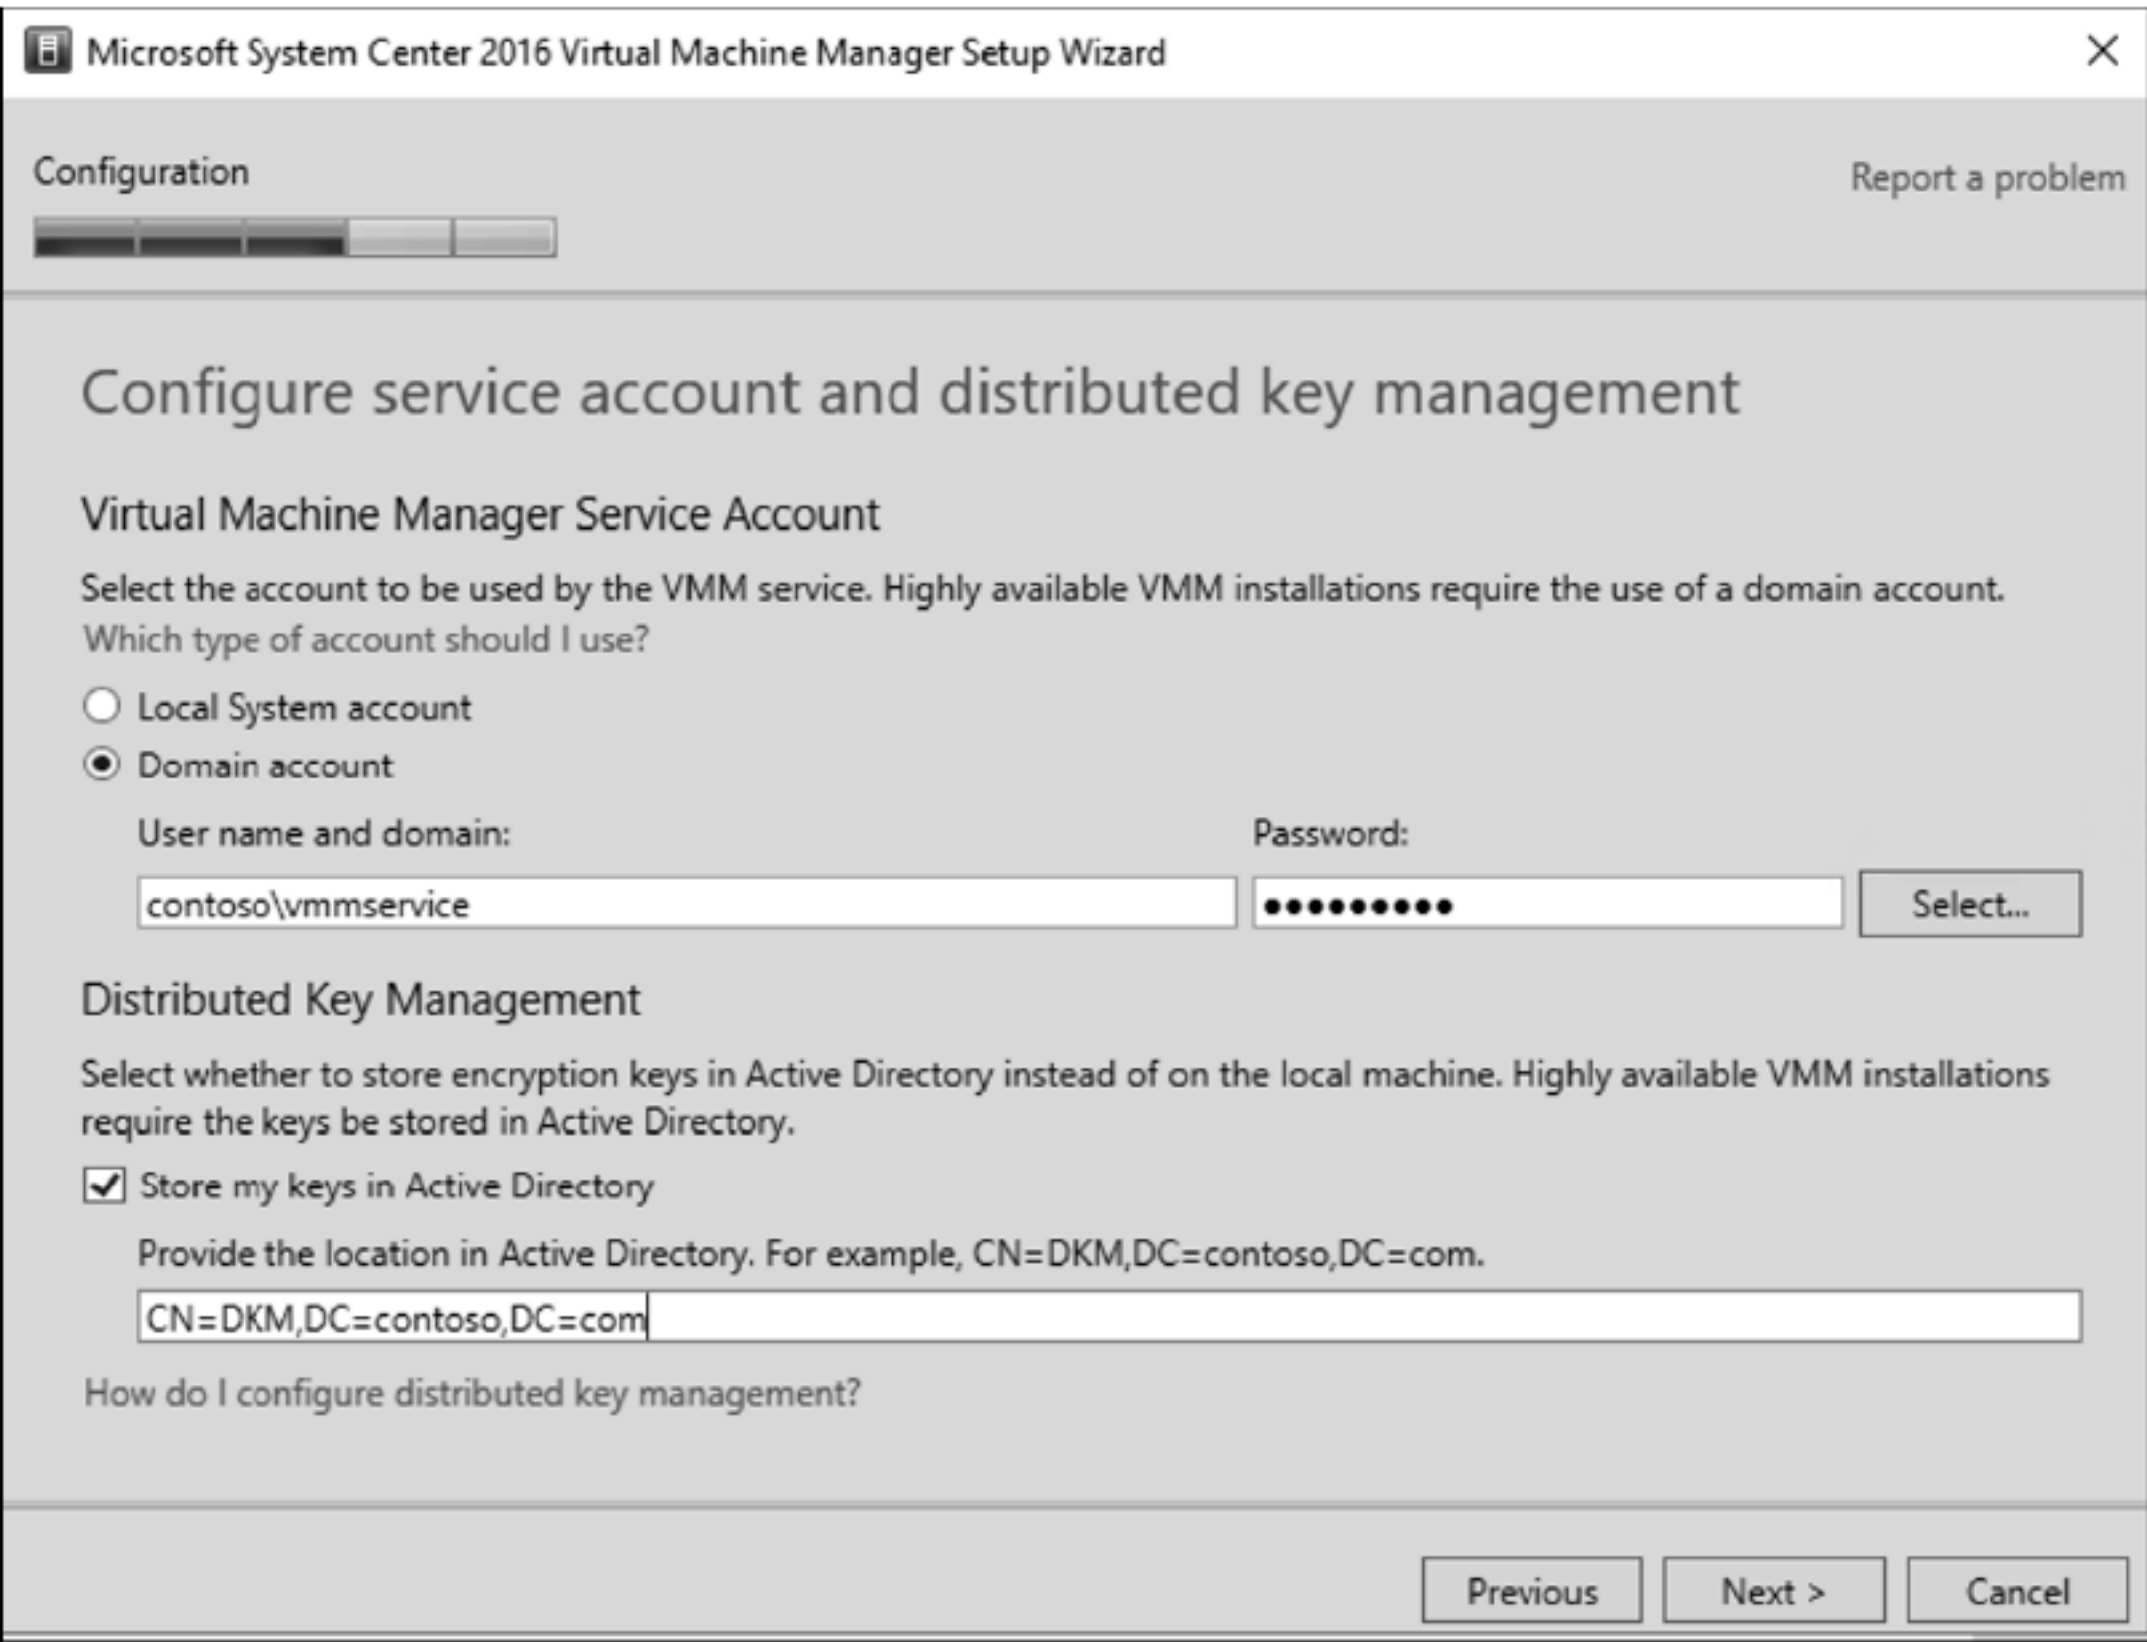 Microsoft System Center 2016 Virtual Machine Manager Setup Wizard
Configuration
Report a problem
Configure service account and distributed key management
Virtual Machine Manager Service Account
Select the account to be used by the VMM service. Highly available VMM installations require the use of a domain account.
Which type of account should I use?
Local System account
Domain account
User name and domain:
Password:
contoso\vmmservice
●●●●●●●●●
Select...
Distributed Key Management
Select whether to store encryption keys in Active Directory instead of on the local machine. Highly available VMM installations
require the keys be stored in Active Directory.
Store my keys in Active Directory
Provide the location in Active Directory. For example, CN=DKM,DC=contoso,DC=com.
CN=DKM,DC=contoso,DC=com
How do I configure distributed key management?
Previous
Next >
Cancel